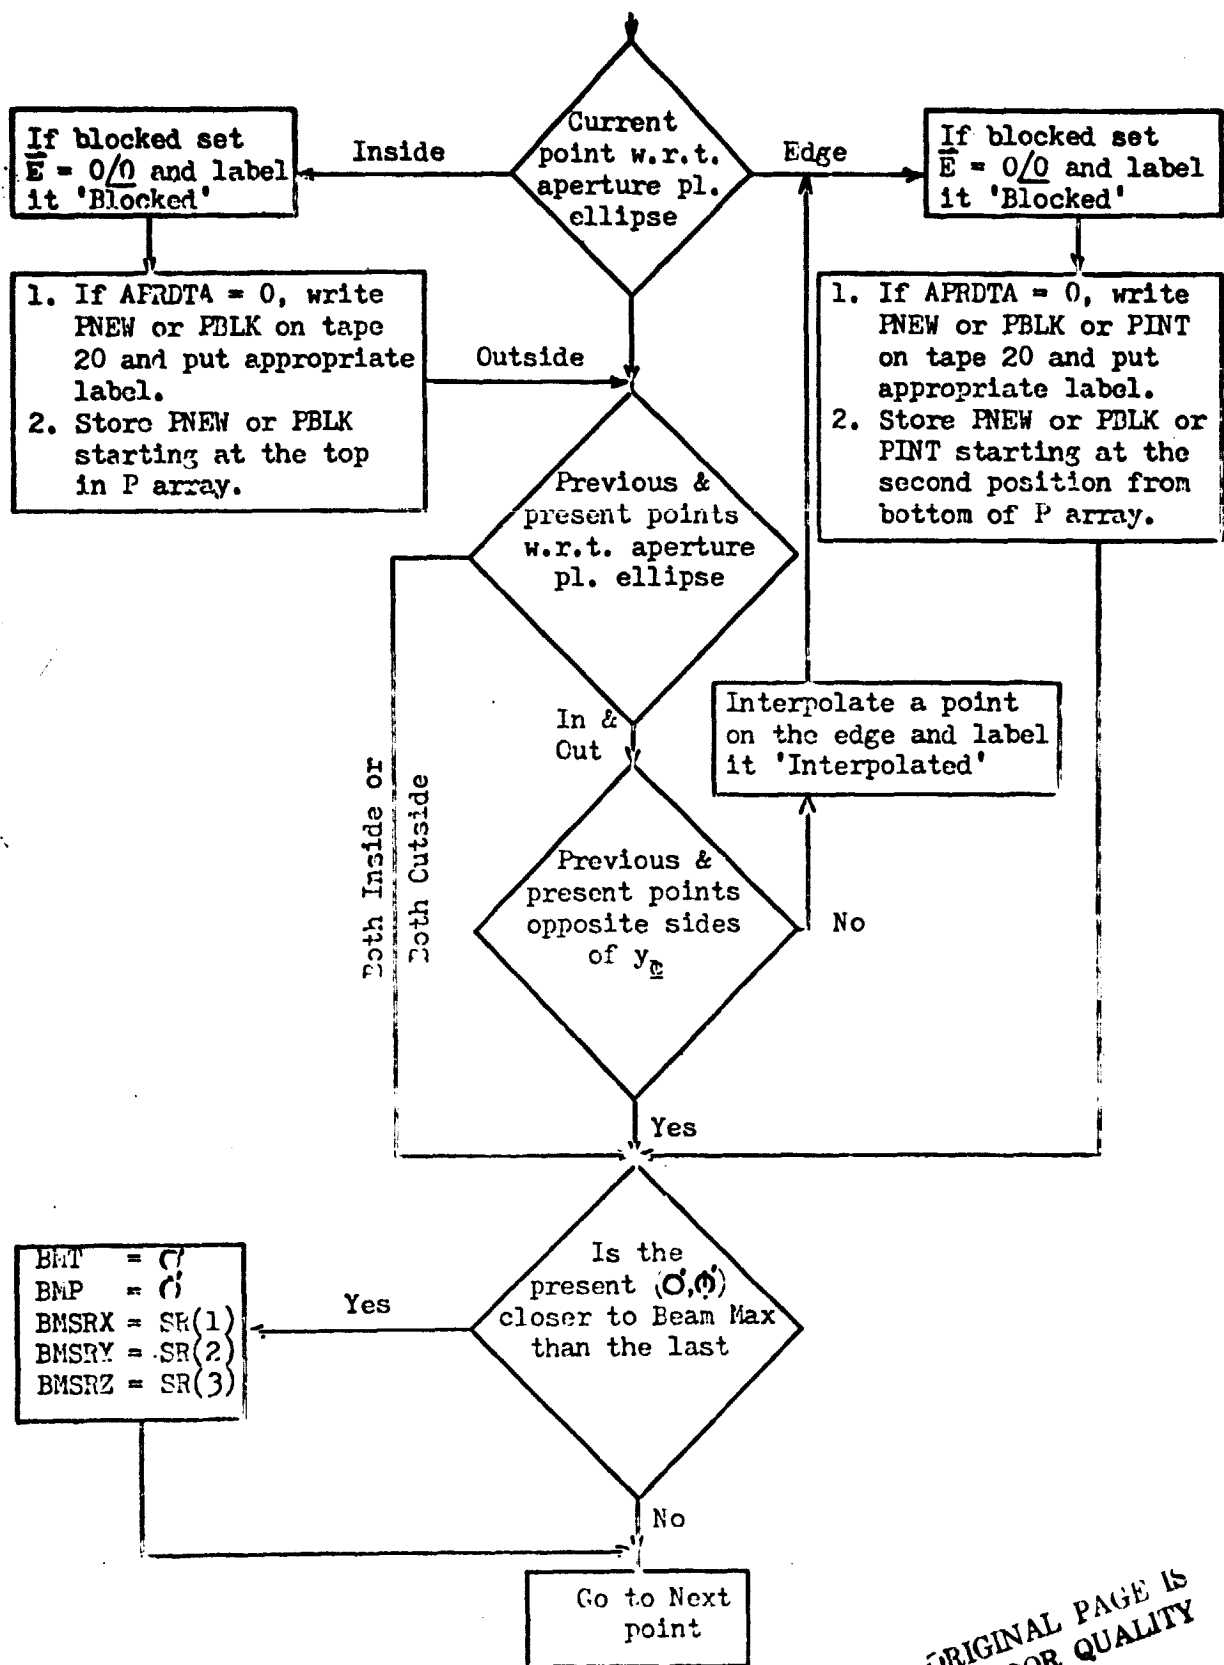 Current
point w.r.t.
aperture pl.
ellipse
Inside
Edge
If blocked set
E = 0/0 and label
it 'Blocked'
If blocked set
E = 0/0 and label
it 'Blocked'
1. If APRDTA = 0, write
PNEW or PBLK on tape
20 and put appropriate
label.
2. Store PNEW or PBLK
starting at the top
in P array.
Outside
1. If APRDTA = 0, write
PNEW or PBLK or PINT
on tape 20 and put
appropriate label.
2. Store PNEW or PBLK or
PINT starting at the
second position from
bottom of P array.
Previous &
present points
w.r.t. aperture
pl. ellipse
In &
Out
Interpolate a point
on the edge and label
it 'Interpolated'
Both Inside or
Both Outside
Previous &
present points
opposite sides
of y
No
Yes
Is the
present
closer to Beam Max
than the last
Yes
BMT =
BMP =
BMSRX = SR(1)
BMSRY = SR(2)
BMSRZ = SR(3)
No
Go to Next
point
ORIGINAL PAGE IS
QUALITY